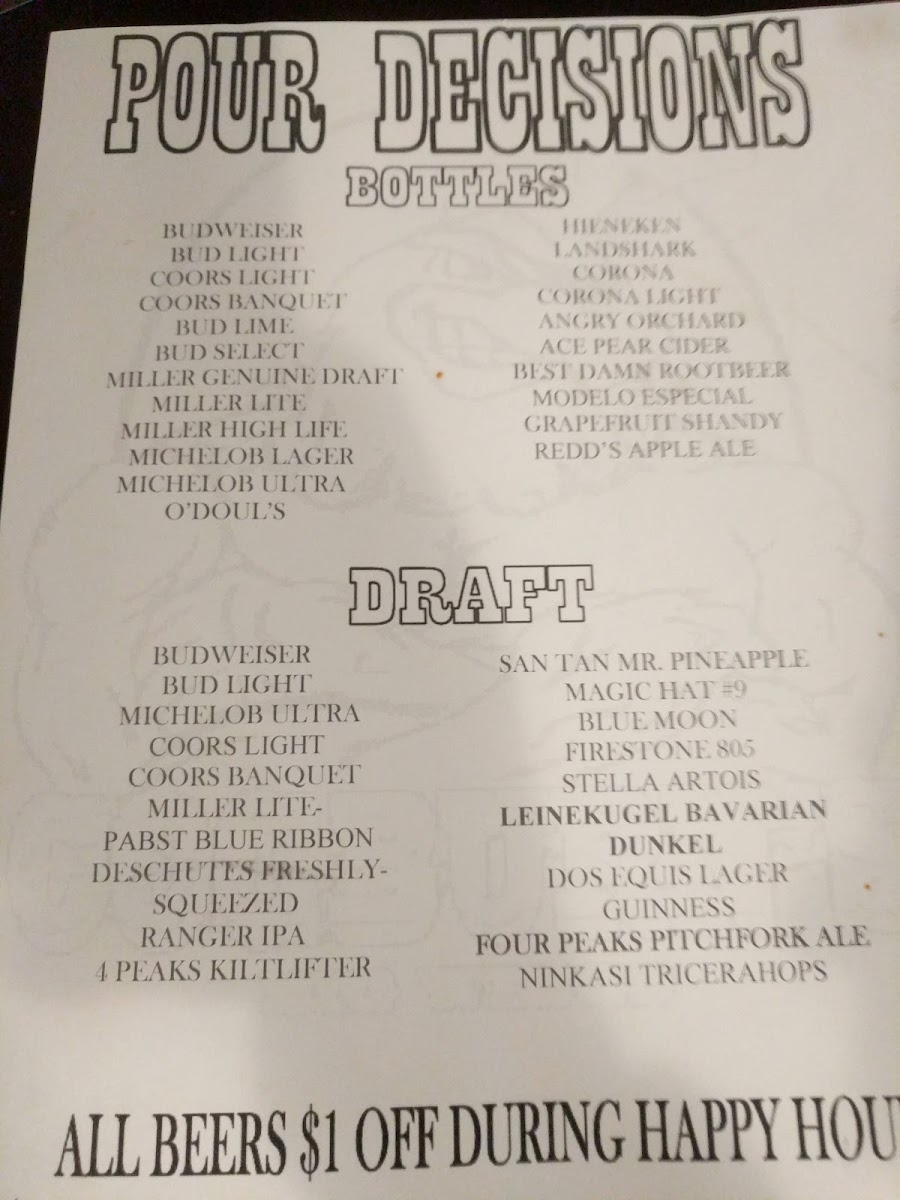 POUR DECISIONS
BOTTLES
BUDWEISER
BUD LIGHT
COORS LIGHT
COORS BANQUET
BUD LIME
BUD SELECT
MILLER GENUINE DRAFT
MILLER LITE
MILLER HIGH LIFE
MICHELOB LAGER
MICHELOB ULTRA
O'DOUL'S
HIENEKEN
LANDSHARK
CORONA
CORONA LIGHT
ANGRY ORCHARD
ACE PEAR CIDER
BEST DAMN ROOTBEER
MODELO ESPECIAL
GRAPEFRUIT SHANDY
REDD'S APPLE ALE
DRAFT
BUDWEISER
BUD LIGHT
MICHELOB ULTRA
COORS LIGHT
COORS BANQUET
MILLER LITE-
PABST BLUE RIBBON
DESCHUTES FRESHLY-
SQUEEZED
RANGER IPA
4 PEAKS KILTLIFTER
SAN TAN MR. PINEAPPLE
MAGIC HAT #9
BLUE MOON
FIRESTONE 805
STELLA ARTOIS
LEINEKUGEL BAVARIAN
DUNKEL
DOS EQUIS LAGER
GUINNESS
FOUR PEAKS PITCHFORK ALE
NINKASI TRICERAHOPS
ALL BEERS $1 OFF DURING HAPPY HOU